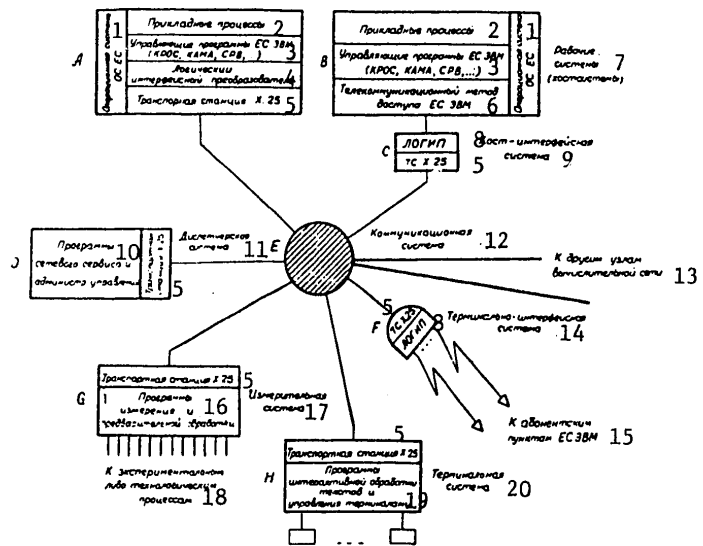 A
Операционная система
ОС ЕС
1
Прикладные процессы 2
Управляющие программы ЕС ЭВМ
(КРОС, КАМА, СРВ, ) 3
Логический
интерфейсный преобразователь 4
Транспорная станция X.25 5
B
Прикладные процессы 2
Управляющие программы ЕС ЭВМ
(КРОС, КАМА, СРВ,...) 3
Телекоммуникационный метод
доступа ЕС ЭВМ 6
1
Операционная система
ОС ЕС
Рабочие
системы 7
(хостсистемы)
C
ЛОГИП 8
ТС X 25 5
Хост-интерфейсная
система 9
Программы 10
сетевого сервиса и
администр управления
Транспортная
станция X 25
5
Диспетчерская
система 11
E
Коммуникационная
система 12
К другим узлам
вычислительной сети 13
F
5
ТС X.25
ЛОГИП
8
...
Терминально-интерфейсная
система 14
К абонентским
пунктам ЕС ЭВМ 15
G
Транспортная станция X 25 5
Программы
измерения и 16
предварительной обработки
Измерительная
система 17
К экспериментальном
либо технологическим
процессам 18
H
5
Транспортная станция X 25
Программы
интерактивной обработки
текстов и
управления терминалами 19
Терминальная
система 20
...